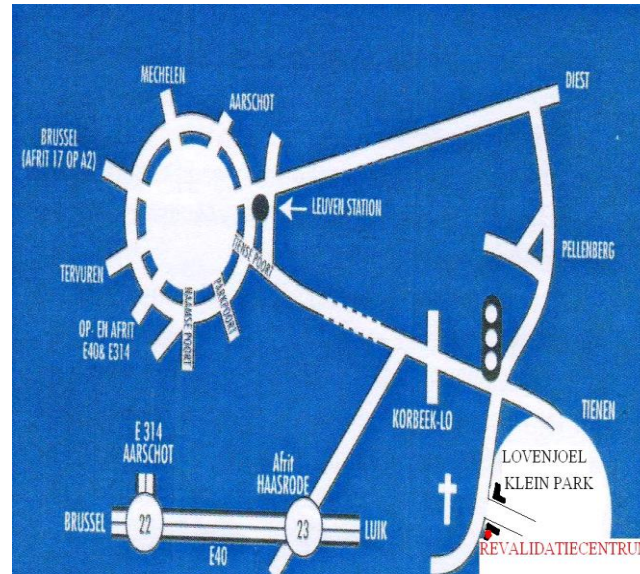 MECHELEN
AARSCHOT
DIEST
BRUSSEL
(AFRIT 17 OP A2)
LEUVEN STATION
TIENSE POORT
PELLENBERG
TERVUREN
PARKPOORT
NAAMSE POORT
OP- EN AFRIT
E40& E314
KORBEEK-LO
TIENEN
E 314
AARSCHOT
Afrit
HAASRODE
LOVENJOEL
KLEIN PARK
BRUSSEL
22
23
LUIK
E40
REVALIDATIECENTRU